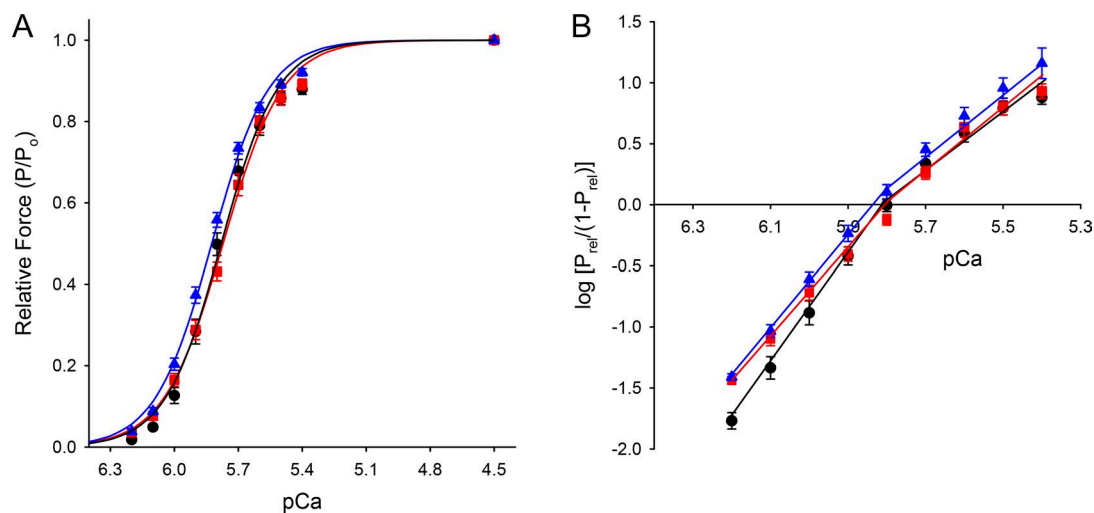 A
Relative Force (P/Po)
1.0
0.8
0.6
0.4
0.2
0.0
6.3 6.0 5.7 5.4 5.1 4.8 4.5
pCa
B
log [Prel/(1-Prel)]
1.5
1.0
0.5
0.0
-0.5
-1.0
-1.5
-2.0
6.3 6.1 5.9 5.7 5.5 5.3
pCa